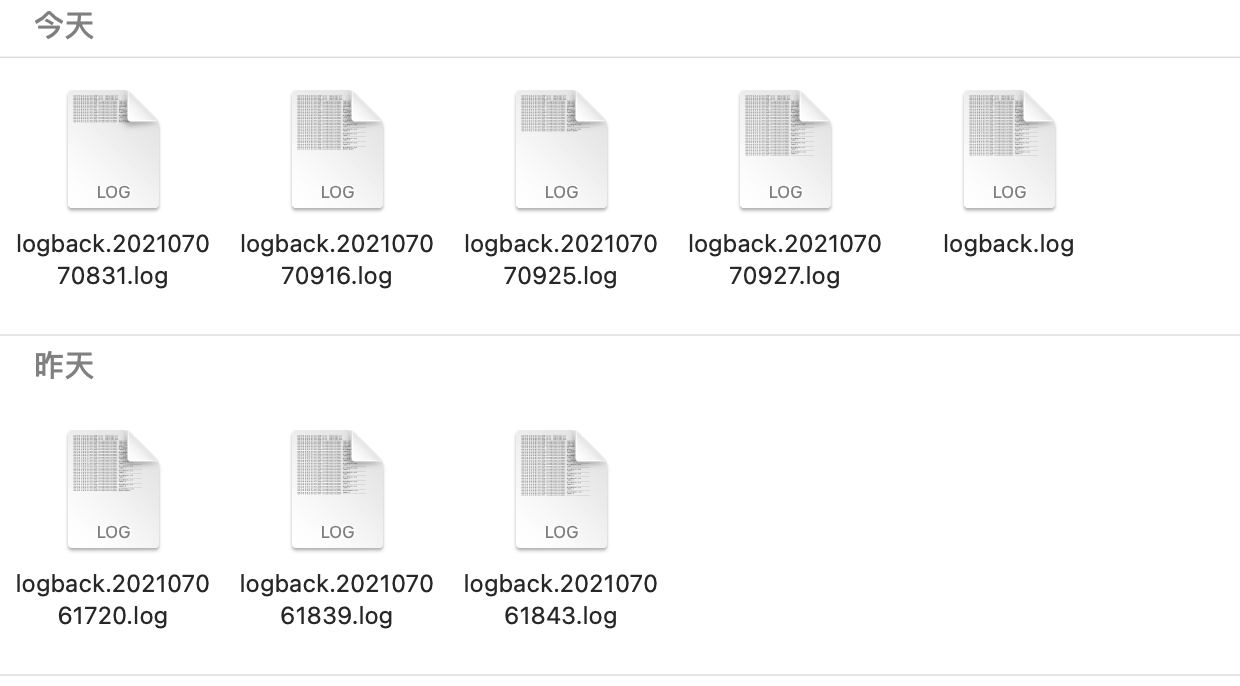 今天
LOG LOG LOG LOG LOG
logback.2021070 logback.2021070 logback.2021070 logback.2021070 logback.log
70831.log 70916.log 70925.log 70927.log
昨天
LOG LOG LOG
logback.2021070 logback.2021070 logback.2021070
61720.log 61839.log 61843.log